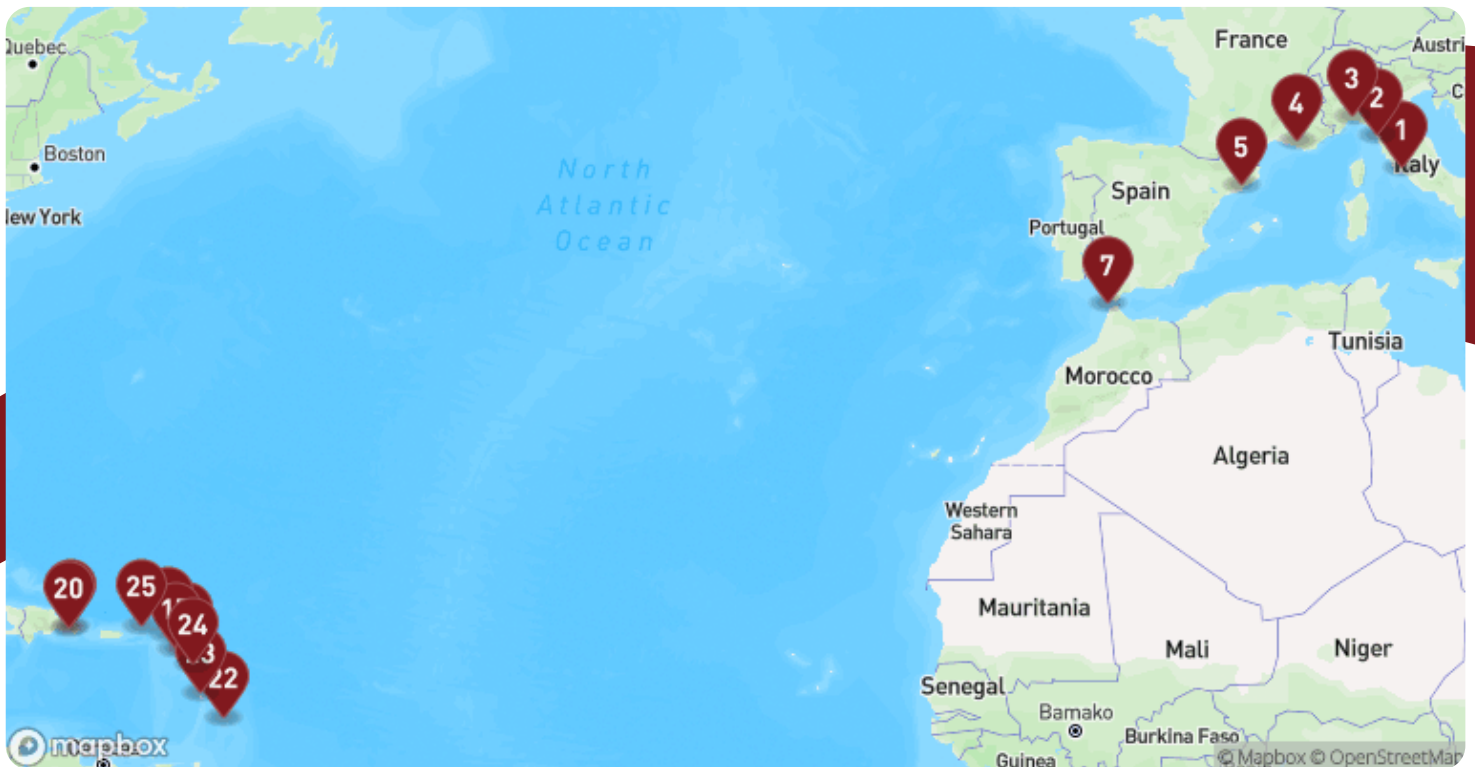 Quebec
Boston
New York
North
Atlantic
Ocean
France
Austri
3
2
4
1
Italy
5
Spain
Portugal
7
Tunisia
Morocco
Algeria
Western
Sahara
20
25
24
22
Mauritania
Mali
Niger
Senegal
Bamako
Burkina Faso
Guinea
mapbox
© Mapbox © OpenStreetMap